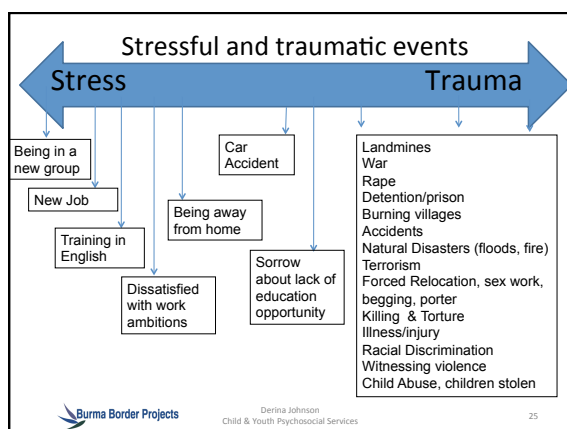 Stressful and traumatic events
Stress
Trauma
Being in a
new group
New Job
Training in
English
Dissatisfied
with work
ambitions
Being away
from home
Car
Accident
Sorrow
about lack of
education
opportunity
Landmines
War
Rape
Detention/prison
Burning villages
Accidents
Natural Disasters (floods, fire)
Terrorism
Forced Relocation, sex work,
begging, porter
Killing & Torture
Illness/injury
Racial Discrimination
Witnessing violence
Child Abuse, children stolen
Burma Border Projects
Derina Johnson
Child & Youth Psychosocial Services
25